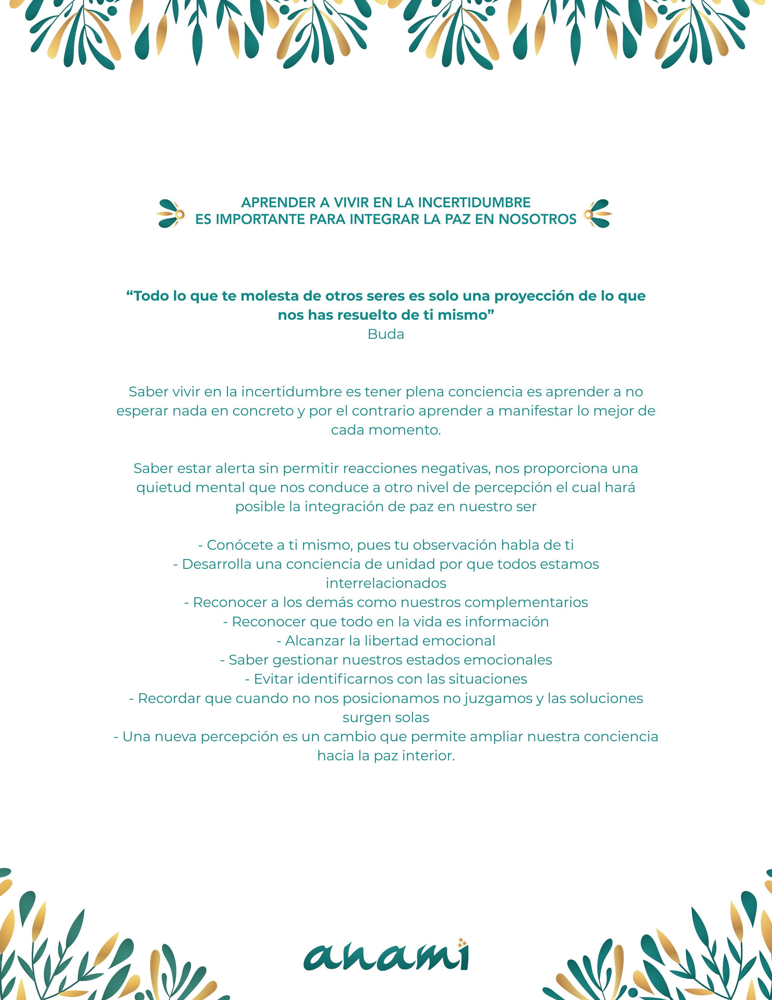 APRENDER A VIVIR EN LA INCERTIDUMBRE
ES IMPORTANTE PARA INTEGRAR LA PAZ EN NOSOTROS
“Todo lo que te molesta de otros seres es solo una proyección de lo que
nos has resuelto de ti mismo”
Buda
Saber vivir en la incertidumbre es tener plena conciencia es aprender a no
esperar nada en concreto y por el contrario aprender a manifestar lo mejor de
cada momento.
Saber estar alerta sin permitir reacciones negativas, nos proporciona una
quietud mental que nos conduce a otro nivel de percepción el cual hará
posible la integración de paz en nuestro ser
- Conócete a ti mismo, pues tu observación habla de ti
- Desarrolla una conciencia de unidad por que todos estamos
interrelacionados
- Reconocer a los demás como nuestros complementarios
- Reconocer que todo en la vida es información
- Alcanzar la libertad emocional
- Saber gestionar nuestros estados emocionales
- Evitar identificarnos con las situaciones
- Recordar que cuando no nos posicionamos no juzgamos y las soluciones
surgen solas
- Una nueva percepción es un cambio que permite ampliar nuestra conciencia
hacia la paz interior.
anami